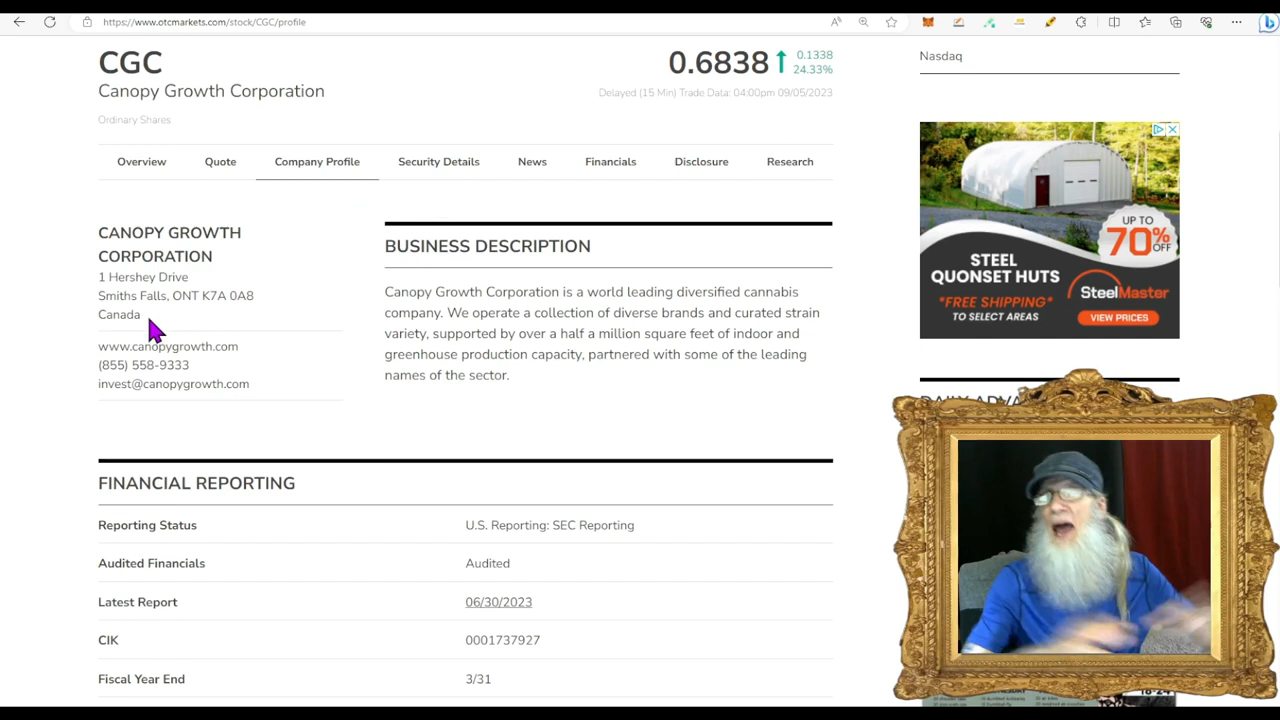 https://www.otcmarkets.com/stock/CGC/profile
CGC
0.6838
0.1338
24.33%
Canopy Growth Corporation
Delayed (15 Min) Trade Data: 04:00pm 09/05/2023
Ordinary Shares
Overview
Quote
Company Profile
Security Details
News
Financials
Disclosure
Research
CANOPY GROWTH
CORPORATION
1 Hershey Drive
Smiths Falls, ONT K7A 0A8
Canada
www.canopygrowth.com
(855) 558-9333
invest@canopygrowth.com
BUSINESS DESCRIPTION
Canopy Growth Corporation is a world leading diversified cannabis
company. We operate a collection of diverse brands and curated strain
variety, supported by over a half a million square feet of indoor and
greenhouse production capacity, partnered with some of the leading
names of the sector.
FINANCIAL REPORTING
Reporting Status U.S. Reporting: SEC Reporting
Audited Financials Audited
Latest Report 06/30/2023
CIK 0001737927
Fiscal Year End 3/31
Nasdaq
UP TO
70% OFF
STEEL
QUONSET HUTS
*FREE SHIPPING*
TO SELECT AREAS
SteelMaster
VIEW PRICES
DAILY
18-24